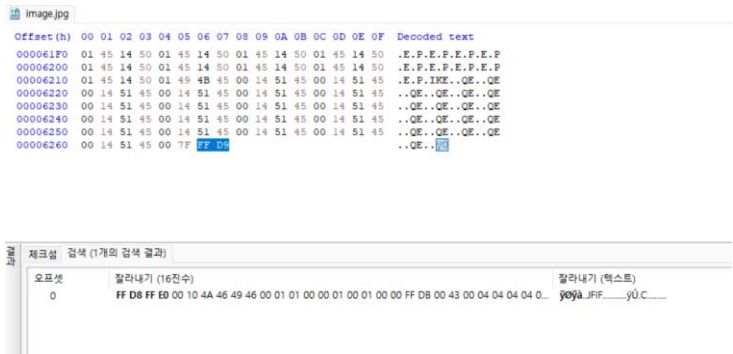 image.jpg
Offset(h) 00 01 02 03 04 05 06 07 08 09 0A 0B 0C 0D 0E 0F Decoded text
000061F0 01 45 14 50 01 45 14 50 01 45 14 50 01 45 14 50 .E.P.E.P.E.P.E.P
00006200 01 45 14 50 01 45 14 50 01 45 14 50 01 45 14 50 .E.P.E.P.E.P.E.P
00006210 01 45 14 50 01 49 4B 45 00 14 51 45 00 14 51 45 .E.P.IKE..QE..QE
00006220 00 14 51 45 00 14 51 45 00 14 51 45 00 14 51 45 ..QE..QE..QE..QE
00006230 00 14 51 45 00 14 51 45 00 14 51 45 00 14 51 45 ..QE..QE..QE..QE
00006240 00 14 51 45 00 14 51 45 00 14 51 45 00 14 51 45 ..QE..QE..QE..QE
00006250 00 14 51 45 00 14 51 45 00 14 51 45 00 14 51 45 ..QE..QE..QE..QE
00006260 00 14 51 45 00 7F FF D9 ..QE..ÿÙ
결과
체크섬 검색 (1개의 검색 결과)
오프셋 잘라내기 (16진수) 잘라내기 (텍스트)
0 FF D8 FF E0 00 10 4A 46 49 46 00 01 01 00 00 01 00 01 00 00 FF DB 00 43 00 04 04 04 04 0... ÿØÿà..JFIF..........ÿÛ.C.........